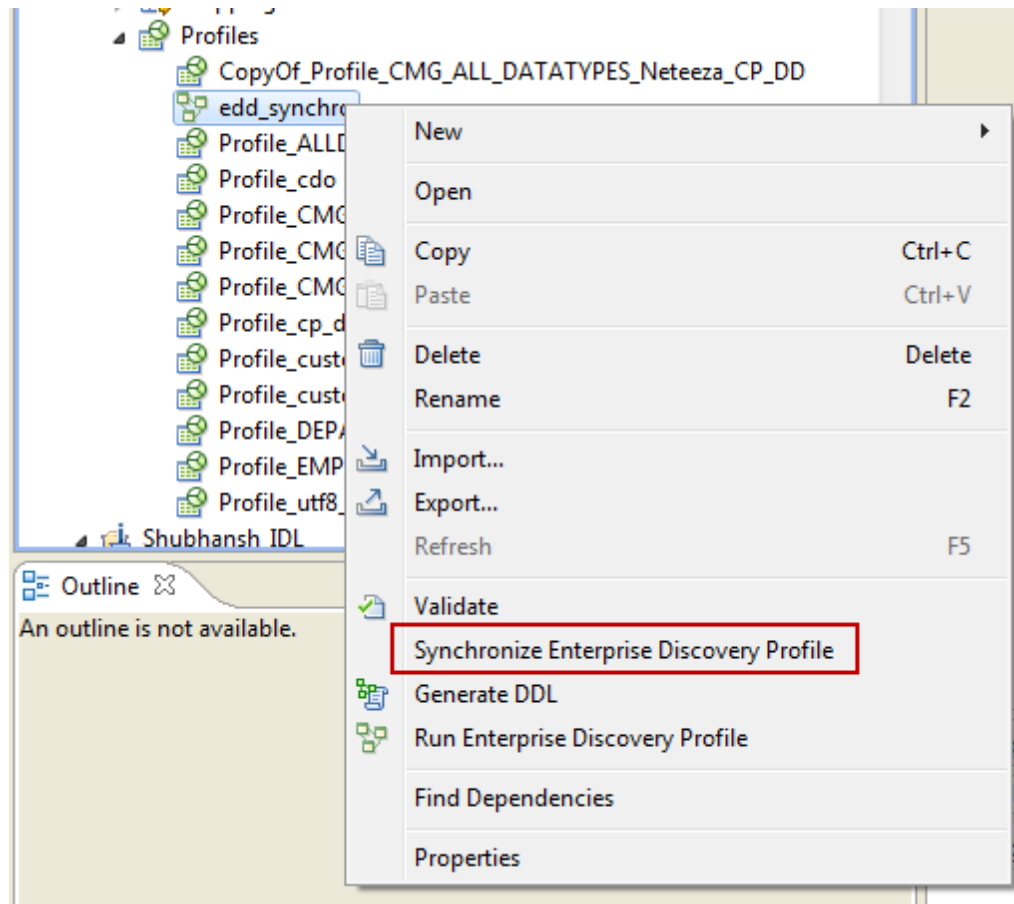 Profiles
CopyOf_Profile_CMG_ALL_DATATYPES_Neteeza_CP_DD
edd_synchro
Profile_ALLD
Profile_cdo
Profile_CMG
Profile_CMG
Profile_CMG
Profile_cp_d
Profile_cust
Profile_cust
Profile_DEPA
Profile_EMP
Profile_utf8_
Shubhansh_IDL
Outline
An outline is not available.
New
Open
Copy Ctrl+C
Paste Ctrl+V
Delete Delete
Rename F2
Import...
Export...
Refresh F5
Validate
Synchronize Enterprise Discovery Profile
Generate DDL
Run Enterprise Discovery Profile
Find Dependencies
Properties